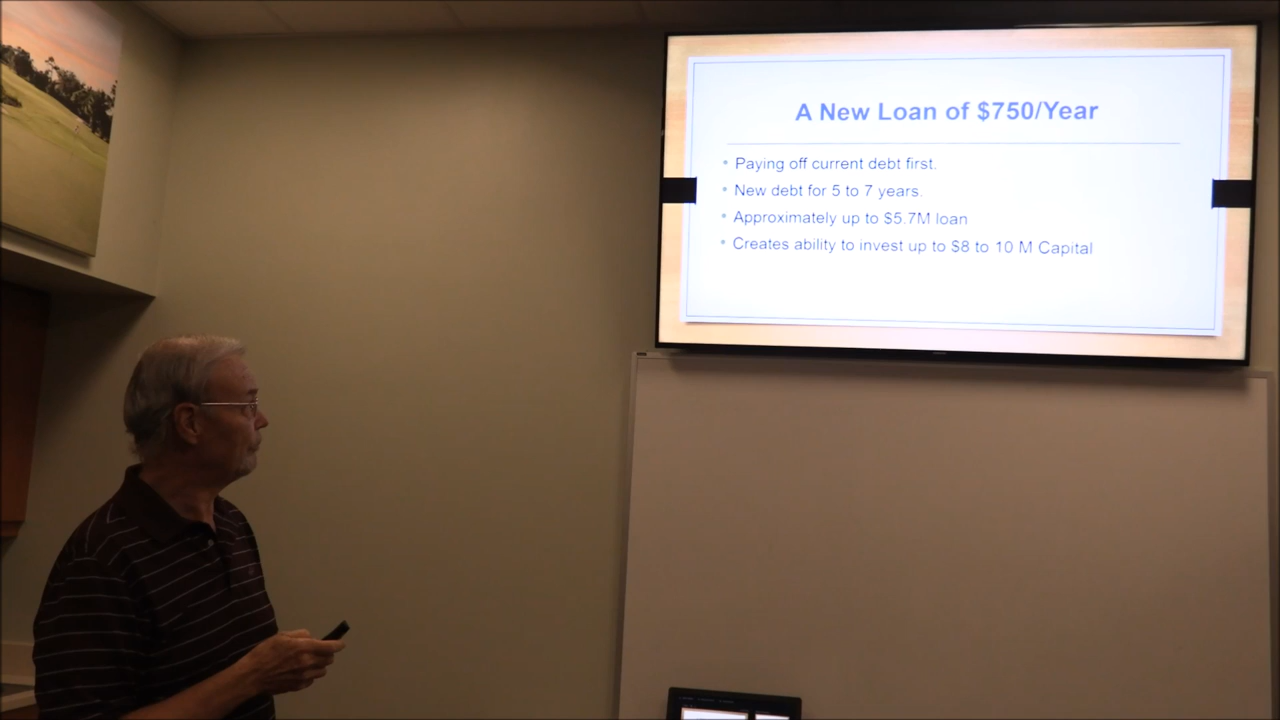 A New Loan of $750/Year
• Paying off current debt first.
• New debt for 5 to 7 years.
• Approximately up to $5.7M loan
• Creates ability to invest up to $8 to 10 M Capital